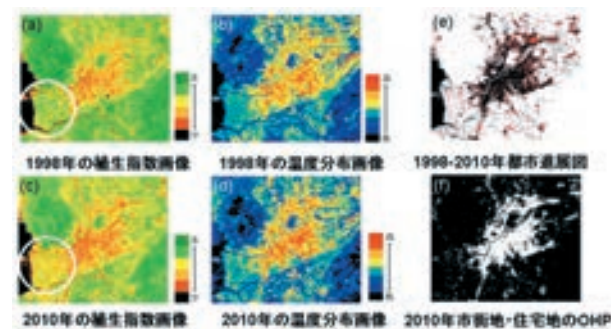 (a)
(b)
(e)
1998年の植生指数画像
1998年の温度分布画像
1998-2010年都市進展図
(c)
(d)
(f)
2010年の植生指数画像
2010年の温度分布画像
2010年市街地・住宅地の